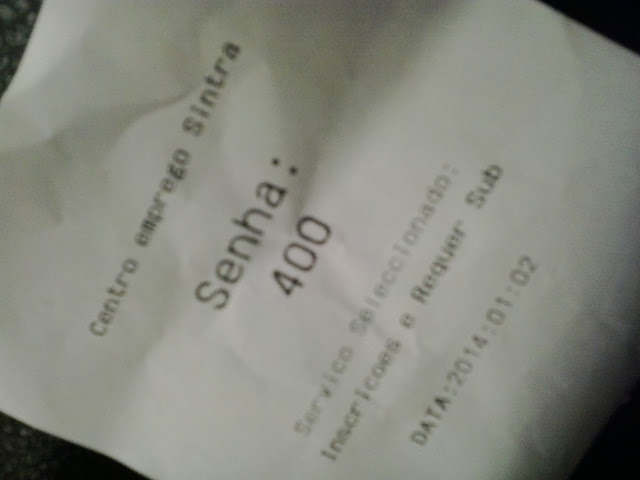 Centro emprego Sintra
Senha:
400
Servico Seleccionado:
Inscricoes e Requer Sub
DATA:2014:01:02